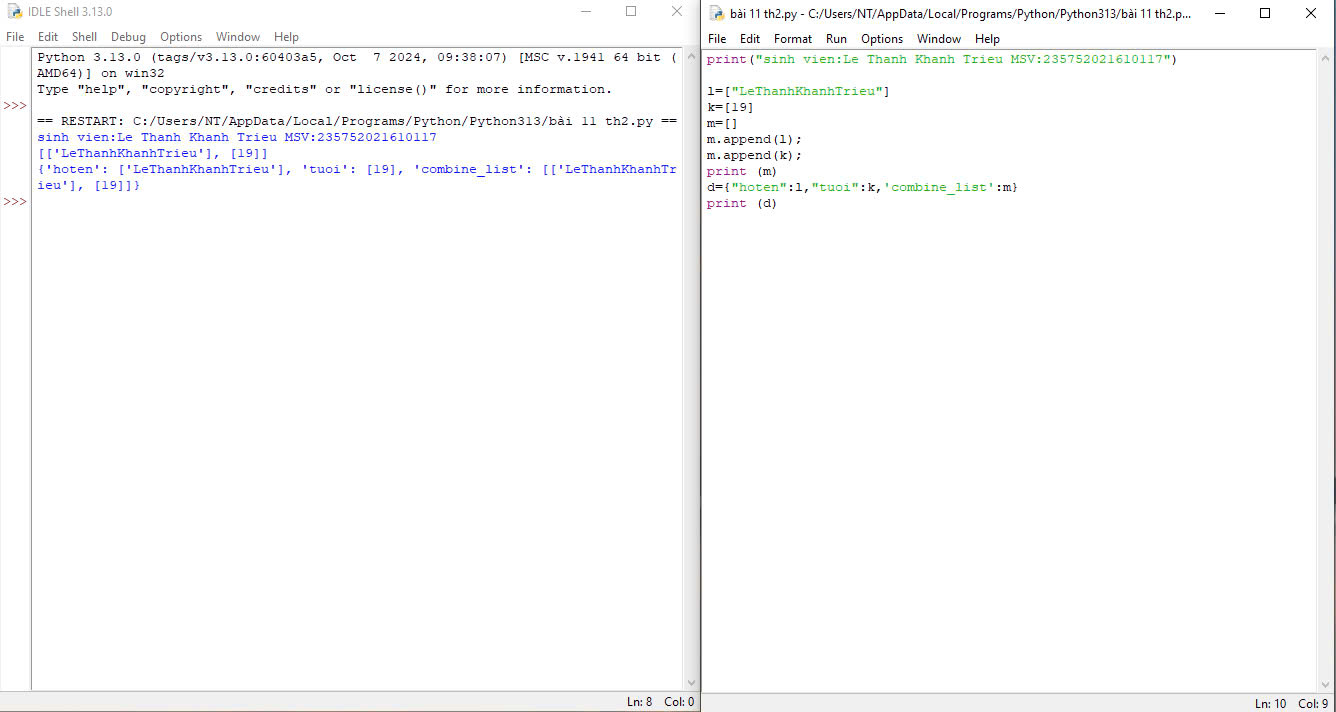 IDLE Shell 3.13.0
File Edit Shell Debug Options Window Help
Python 3.13.0 (tags/v3.13.0:60403a5, Oct  7 2024, 09:38:07) [MSC v.1941 64 bit (
AMD64)] on win32
Type "help", "copyright", "credits" or "license()" for more information.
>>>
== RESTART: C:/Users/NT/AppData/Local/Programs/Python/Python313/bài 11 th2.py ==
sinh vien:Le Thanh Khanh Trieu MSV:235752021610117
[['LeThanhKhanhTrieu'], [19]]
{'hoten': ['LeThanhKhanhTrieu'], 'tuoi': [19], 'combine_list': [['LeThanhKhanhTr
ieu'], [19]]}
>>>
Ln: 8 Col: 0
bài 11 th2.py - C:/Users/NT/AppData/Local/Programs/Python/Python313/bài 11 th2.p...
File Edit Format Run Options Window Help
print("sinh vien:Le Thanh Khanh Trieu MSV:235752021610117")
l=["LeThanhKhanhTrieu"]
k=[19]
m=[]
m.append(l);
m.append(k);
print (m)
d={"hoten":l,"tuoi":k,'combine_list':m}
print (d)
Ln: 10 Col: 9